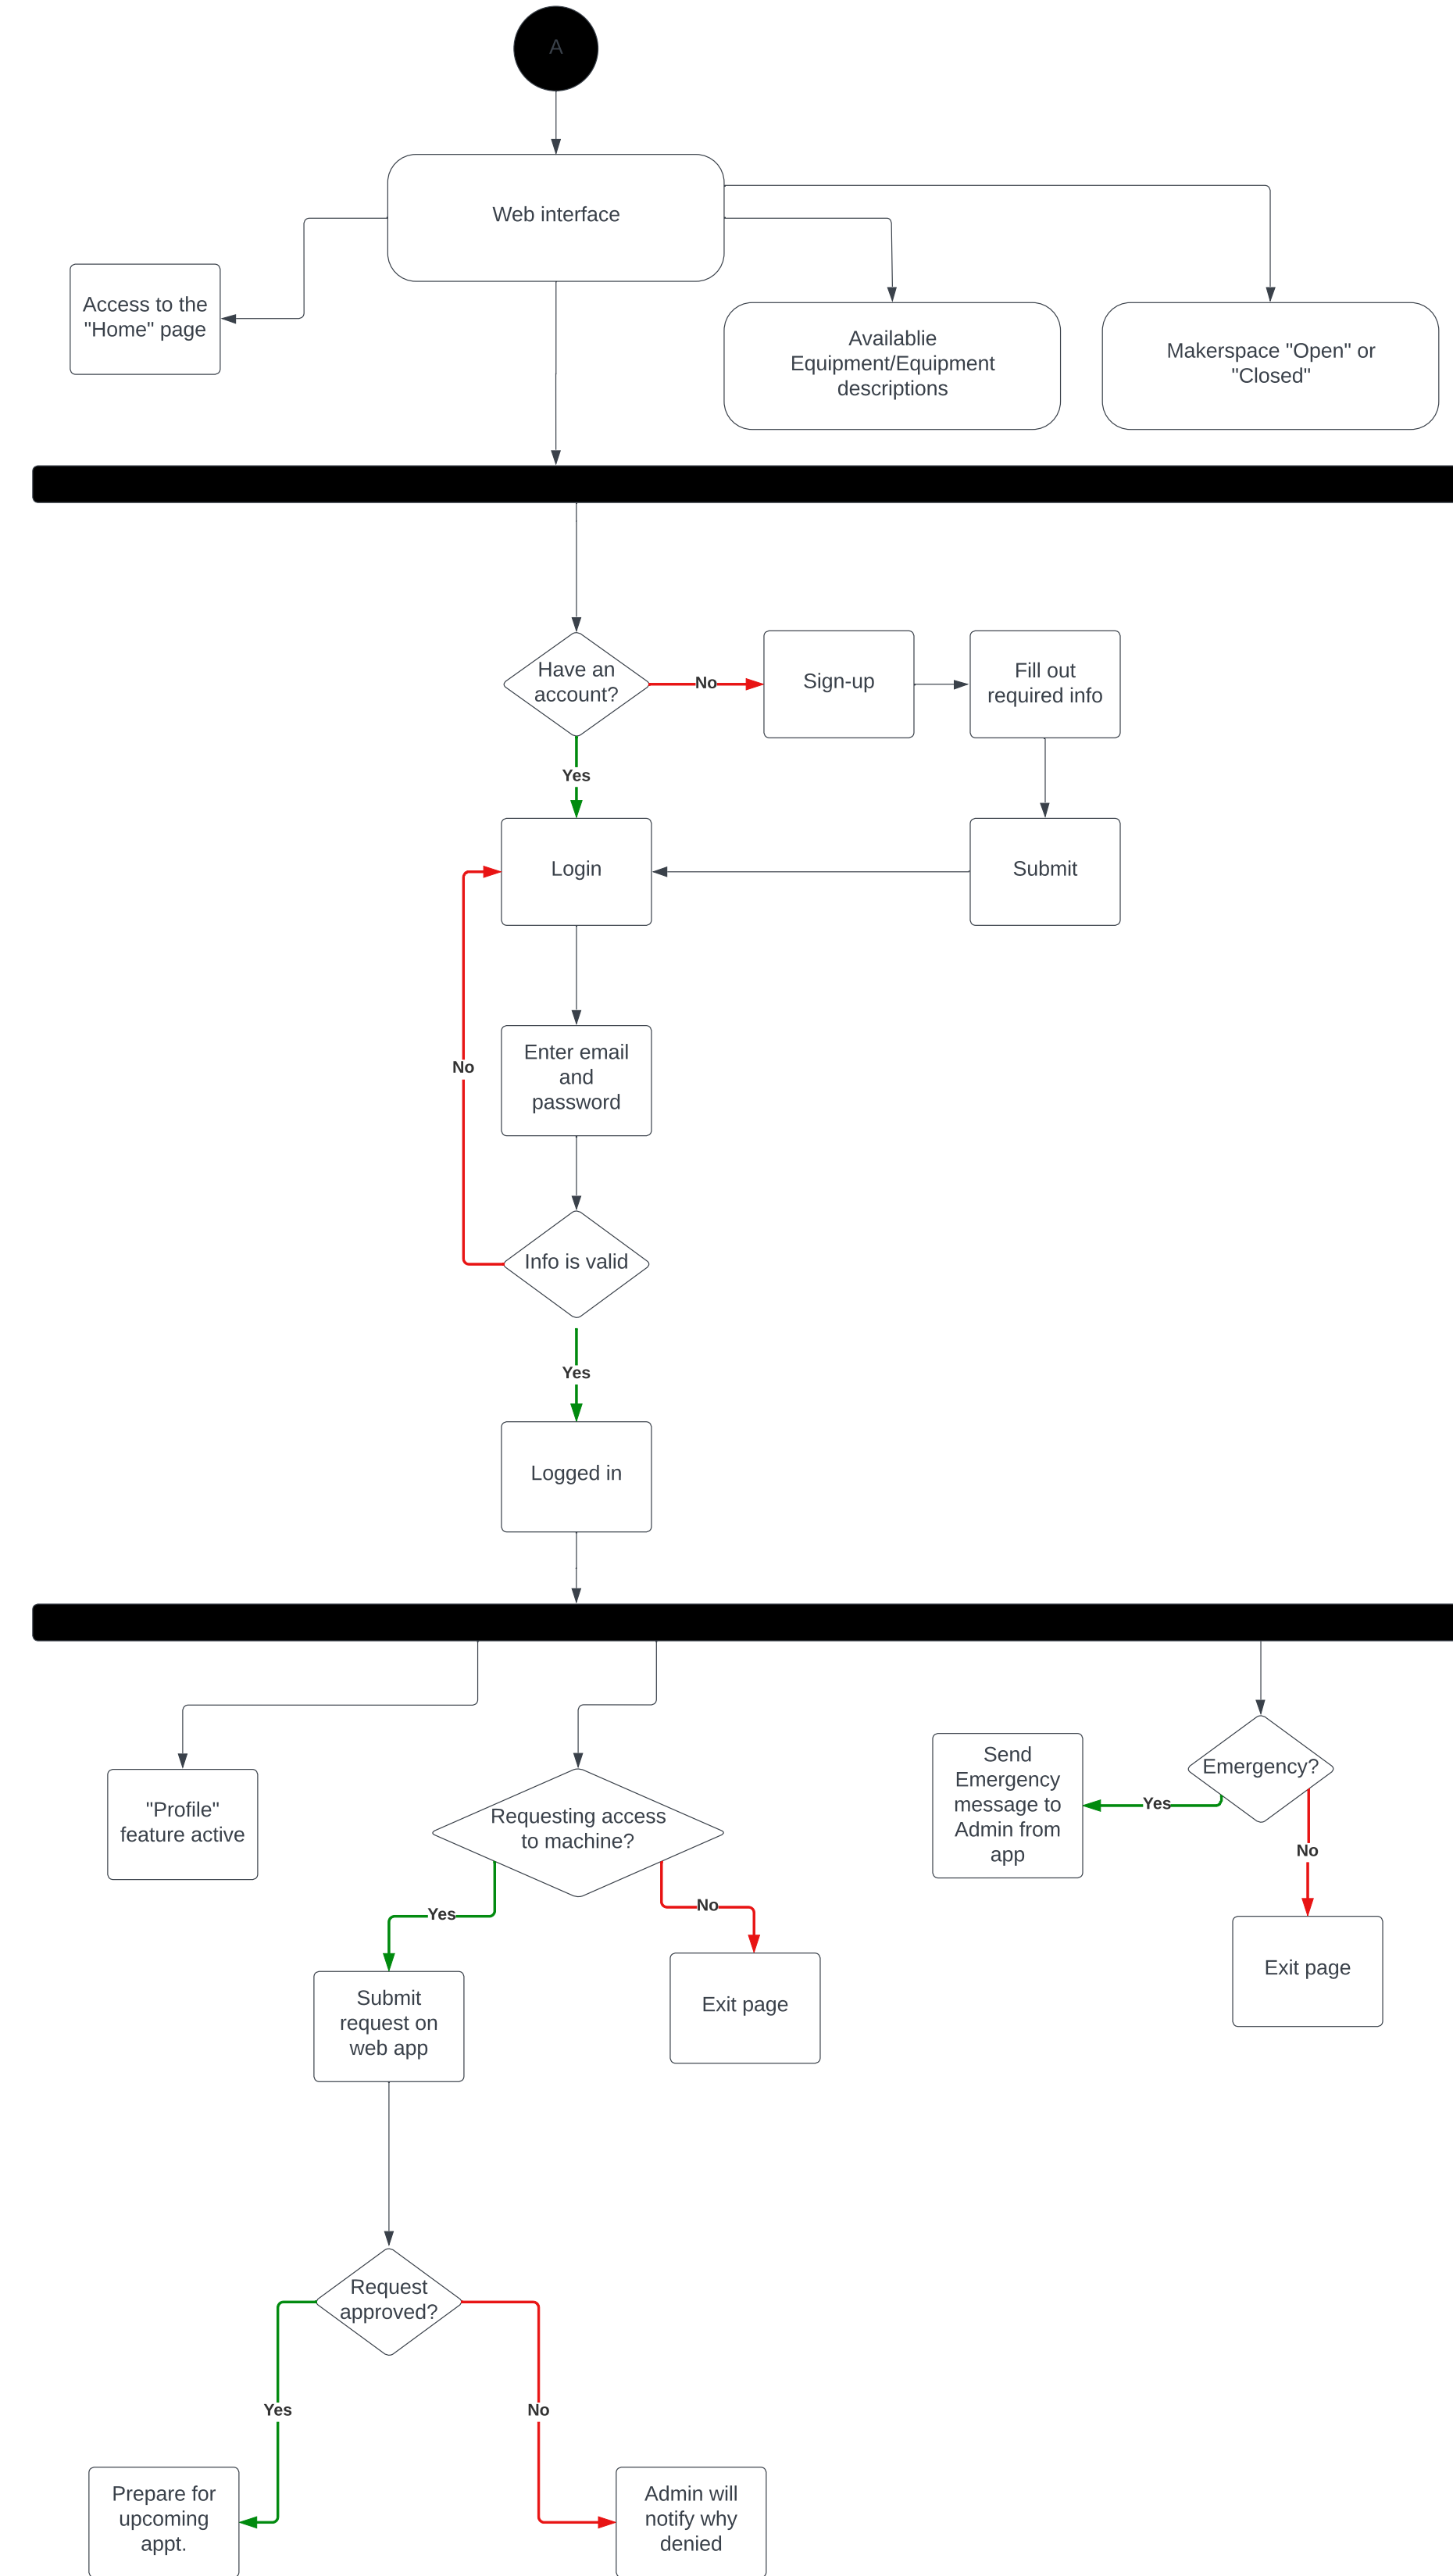 A
Web interface
Access to the
"Home" page
Availablie
Equipment/Equipment
descriptions
Makerspace "Open" or
"Closed"
Have an
account?
No
Sign-up
Fill out
required info
Yes
Login
Submit
No
Enter email
and
password
Info is valid
Yes
Logged in
"Profile"
feature active
Requesting access
to machine?
Send
Emergency
message to
Admin from
app
Yes
Emergency?
No
Yes
No
Submit
request on
web app
Exit page
Exit page
Request
approved?
Yes
No
Prepare for
upcoming
appt.
Admin will
notify why
denied